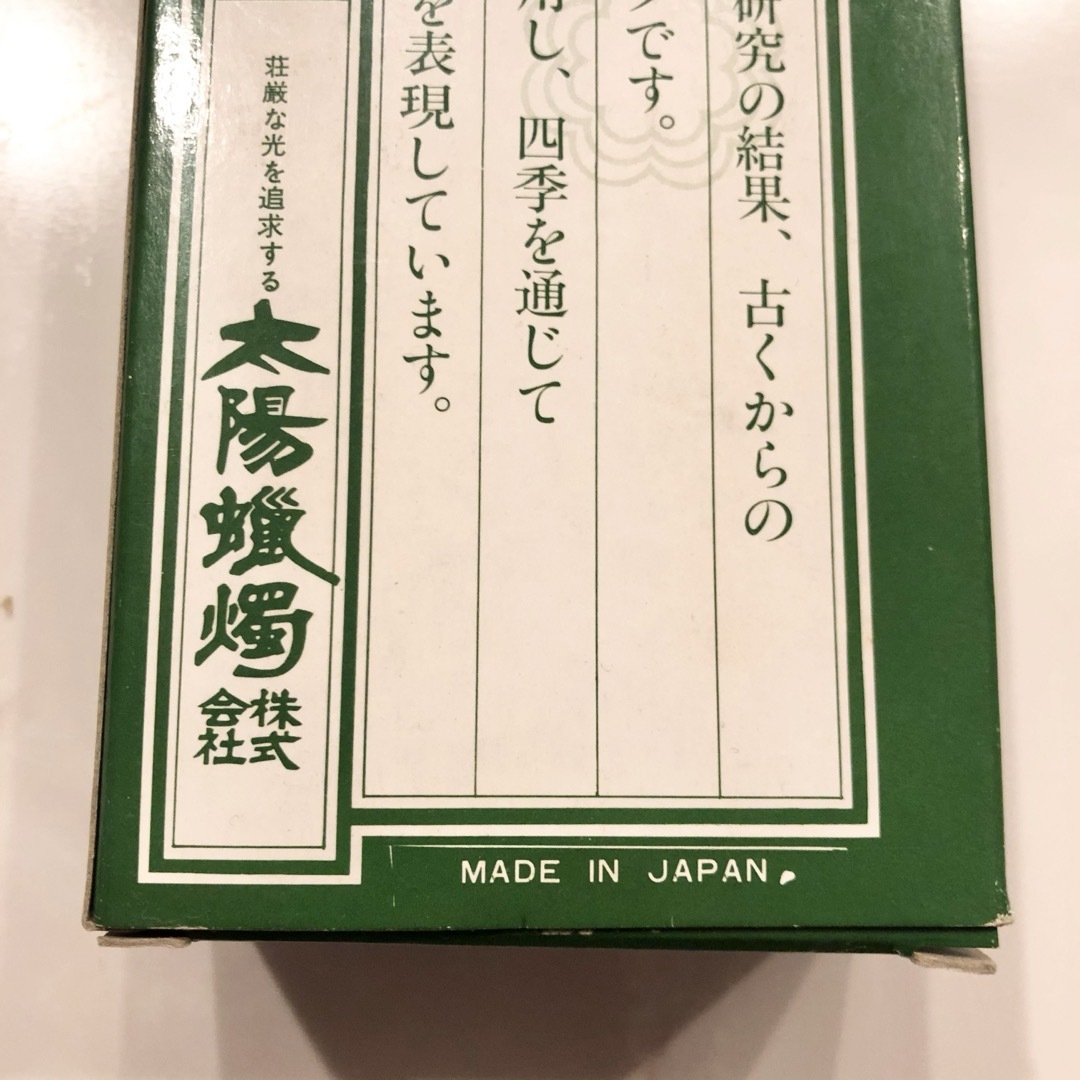 研究の結果、古くからの
です。
し、四季を通じて
を表現しています。
荘厳な光を追求する
太陽蠟燭
株式
会社
MADE IN JAPAN